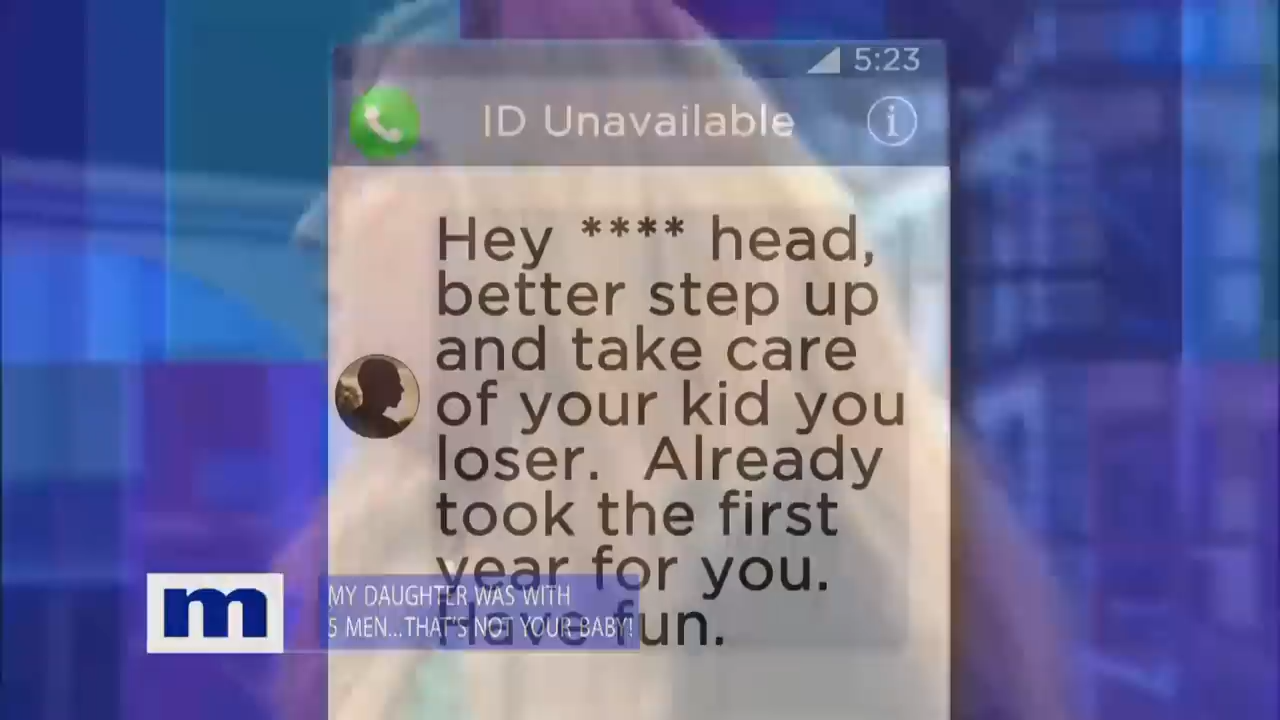 5:23
ID Unavailable
i
Hey **** head,
better step up
and take care
of your kid you
loser. Already
took the first
year for you.
Have fun.
m
MY DAUGHTER WAS WITH
5 MEN...THAT'S NOT YOUR BABY!